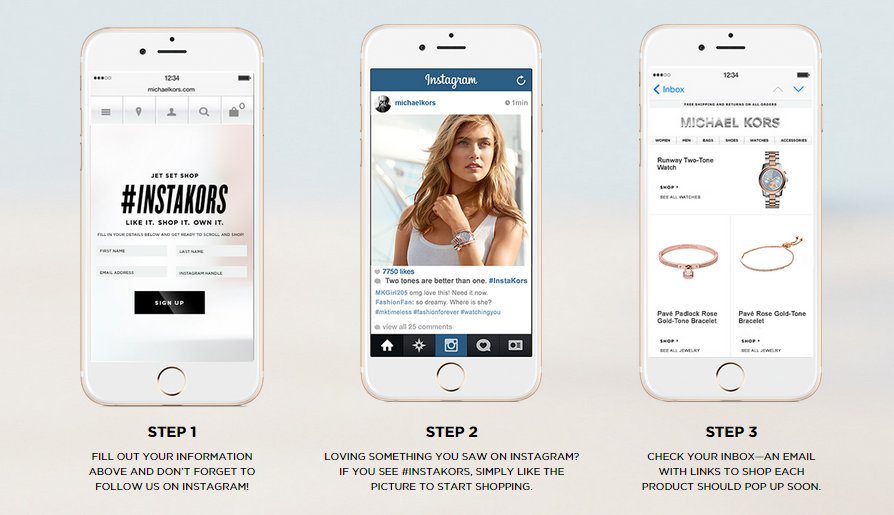 12:34
michaelkors.com
0
JET SET SHOP
#INSTAKORS
LIKE IT. SHOP IT. OWN IT.
FILL IN YOUR DETAILS BELOW AND GET READY TO SCROLL AND SHOP!
FIRST NAME
LAST NAME
EMAIL ADDRESS
INSTAGRAM HANDLE
SIGN UP
STEP 1
FILL OUT YOUR INFORMATION
ABOVE AND DON'T FORGET TO
FOLLOW US ON INSTAGRAM!
Instagram
michaelkors
1min
7750 likes
Two tones are better than one. #InstaKors
MKGirl205 omg love this! Need it now.
FashionFan: so dreamy. Where is she?
#mktimeless #fashionforever #watchingyou
view all 25 comments
STEP 2
LOVING SOMETHING YOU SAW ON INSTAGRAM?
IF YOU SEE #INSTAKORS, SIMPLY LIKE THE
PICTURE TO START SHOPPING.
12:34
Inbox
FREE SHIPPING AND RETURNS ON ALL ORDERS
MICHAEL KORS
WOMEN MEN BAGS SHOES WATCHES ACCESSORIES
Runway Two-Tone
Watch
SHOP
SEE ALL WATCHES
Pavé Padlock Rose
Gold-Tone Bracelet
SHOP
SEE ALL JEWELRY
Pavé Rose Gold-Tone
Bracelet
SHOP
SEE ALL JEWELRY
STEP 3
CHECK YOUR INBOX—AN EMAIL
WITH LINKS TO SHOP EACH
PRODUCT SHOULD POP UP SOON.